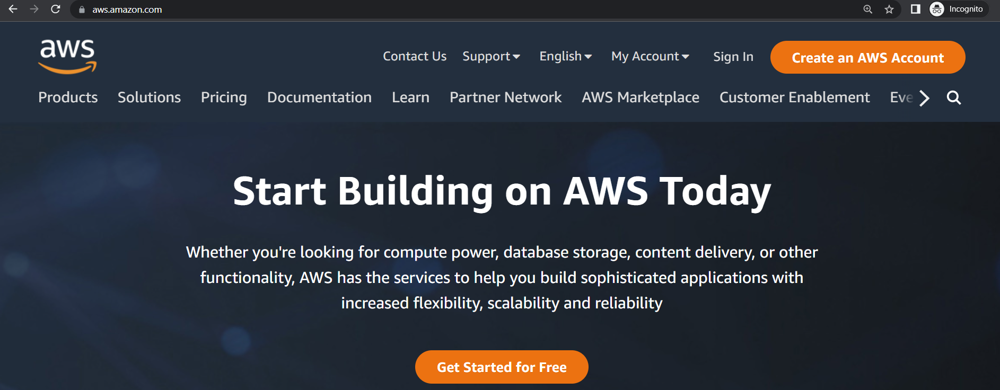 aws.amazon.com
Incognito
aws
Contact Us Support English My Account Sign In Create an AWS Account
Products Solutions Pricing Documentation Learn Partner Network AWS Marketplace Customer Enablement Eve
Start Building on AWS Today
Whether you're looking for compute power, database storage, content delivery, or other
functionality, AWS has the services to help you build sophisticated applications with
increased flexibility, scalability and reliability
Get Started for Free